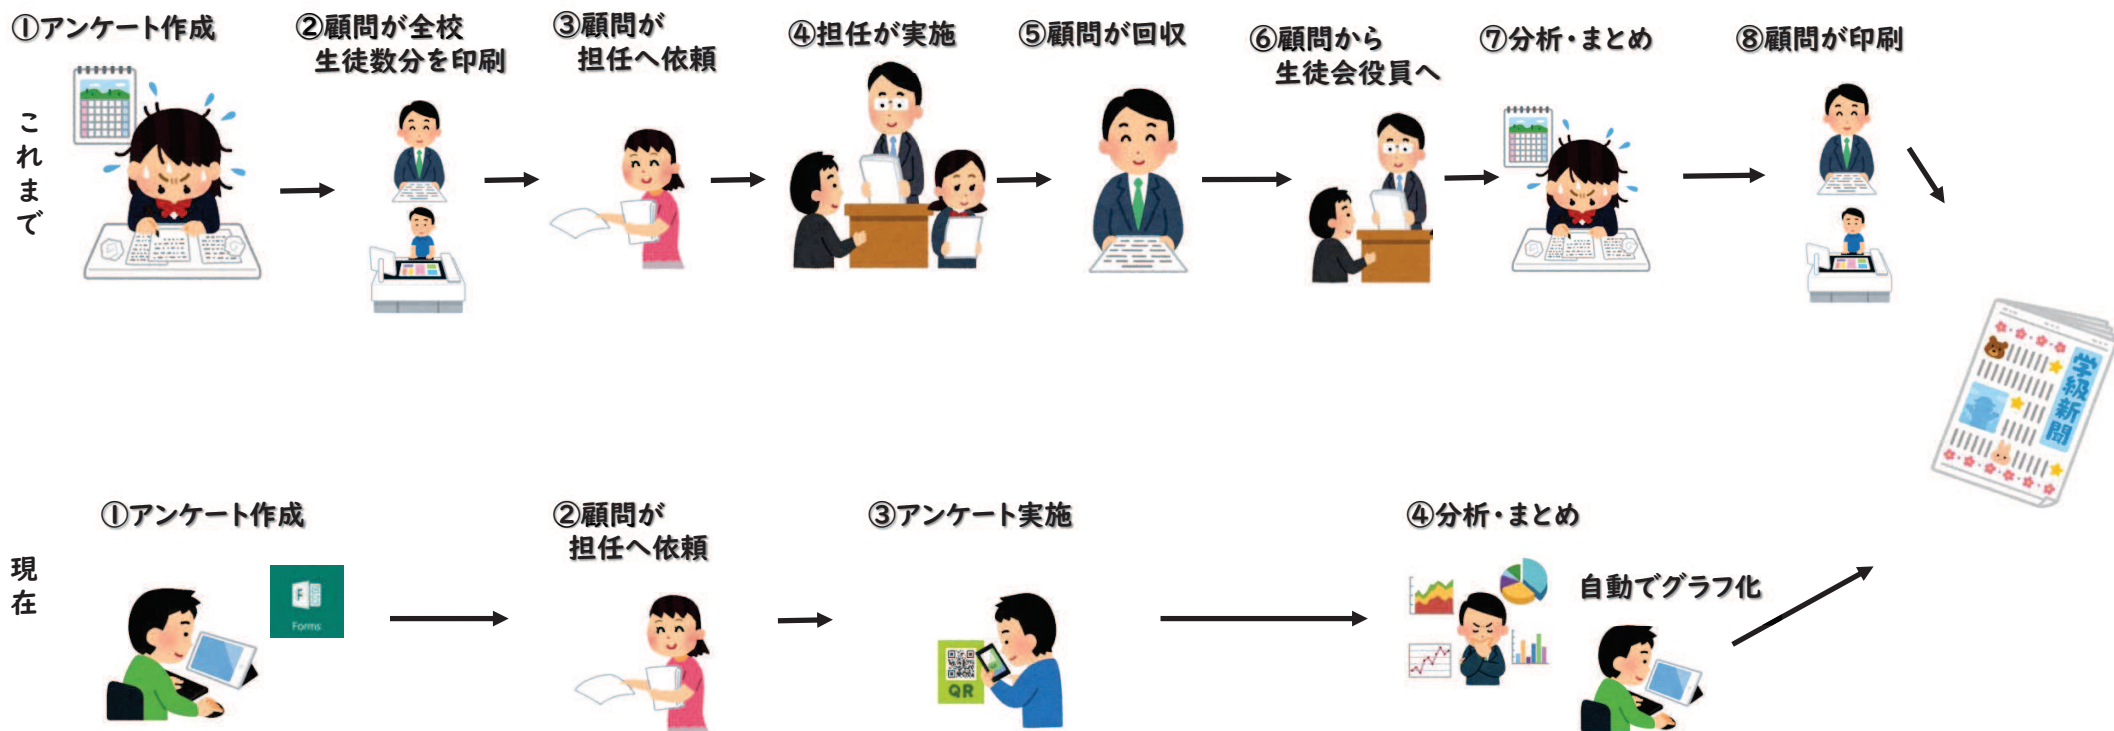 これまで
①アンケート作成
②顧問が全校
生徒数分を印刷
③顧問が
担任へ依頼
④担任が実施
⑤顧問が回収
⑥顧問から
生徒会役員へ
⑦分析・まとめ
⑧顧問が印刷
学級新聞
現在
①アンケート作成
F
Forms
②顧問が
担任へ依頼
③アンケート実施
QR
④分析・まとめ
自動でグラフ化